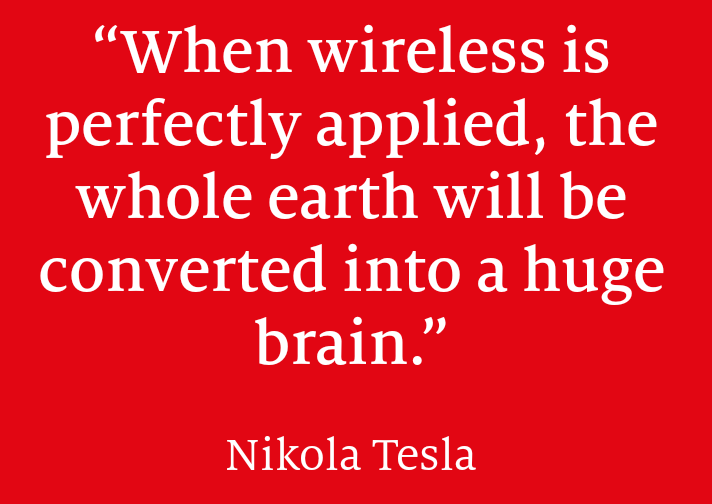 “When wireless is
perfectly applied, the
whole earth will be
converted into a huge
brain.”
Nikola Tesla